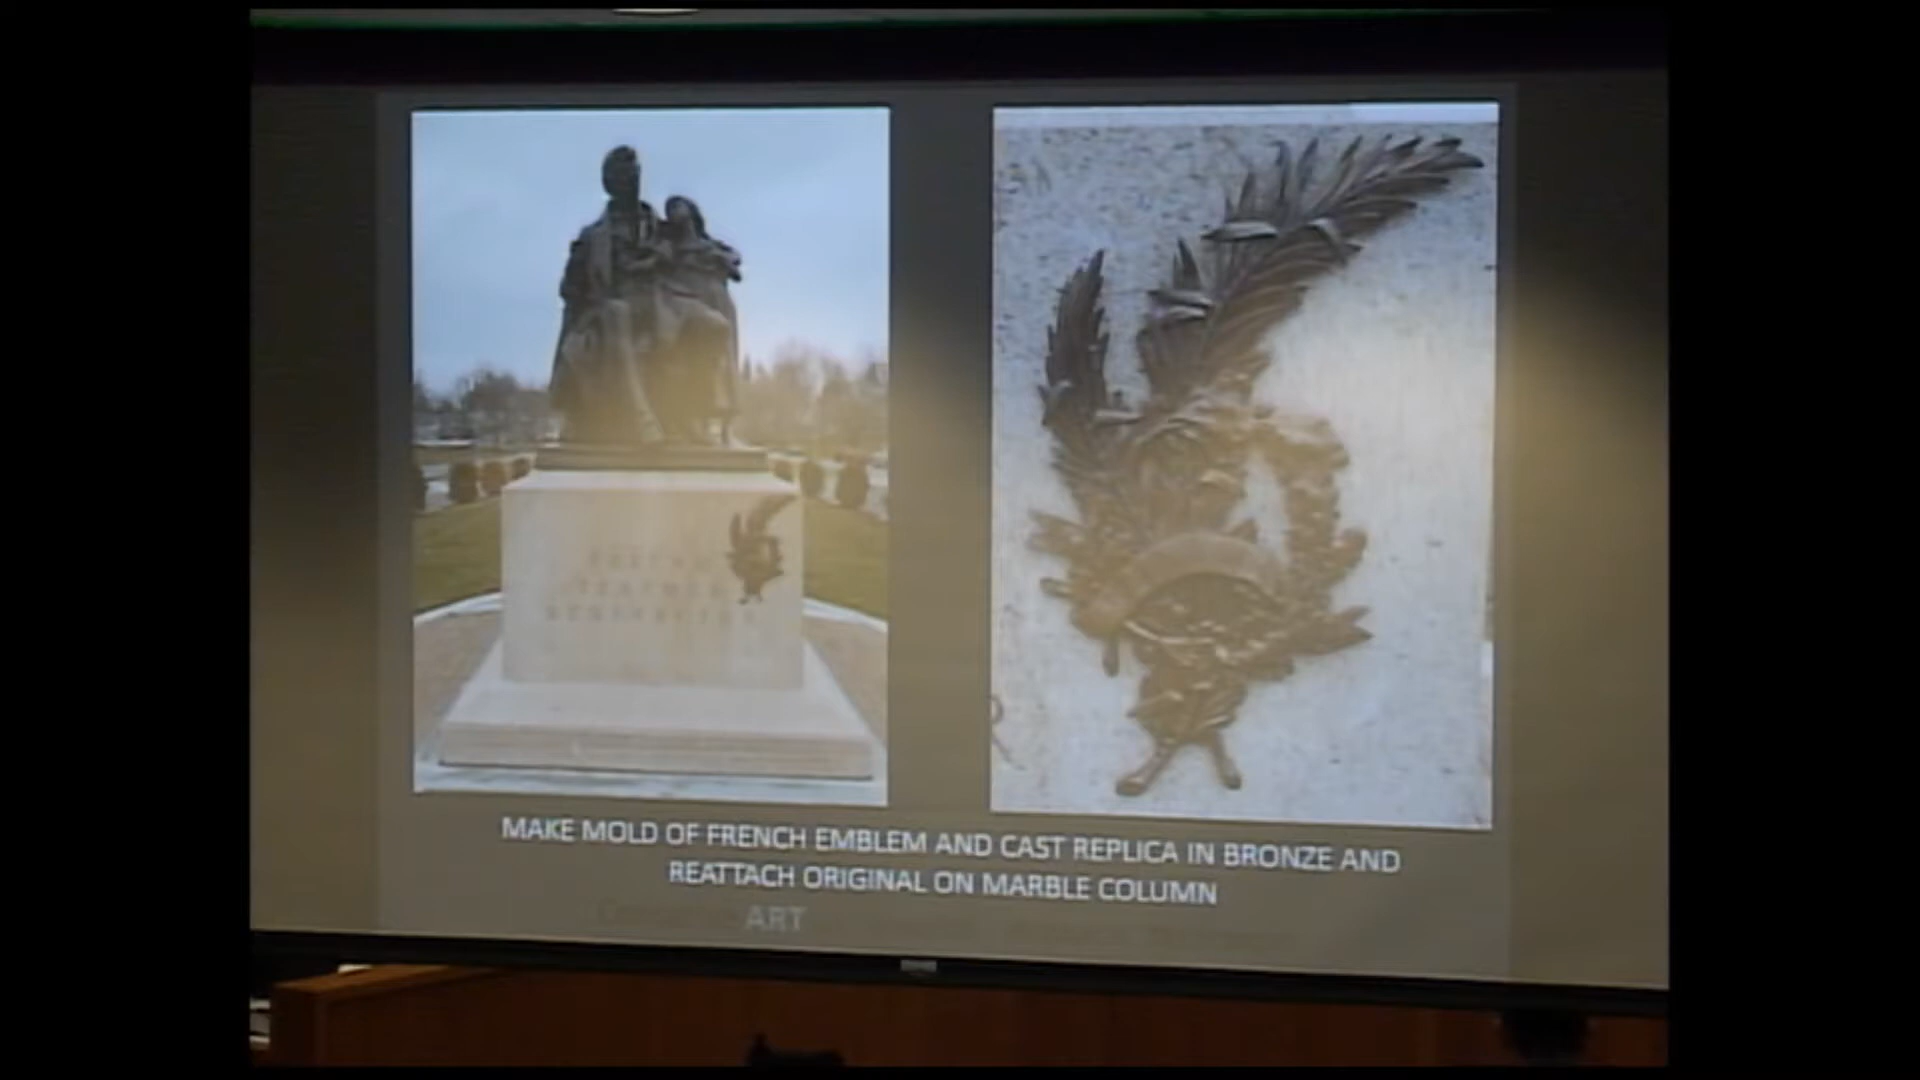 MAKE MOLD OF FRENCH EMBLEM AND CAST REPLICA IN BRONZE AND
REATTACH ORIGINAL ON MARBLE COLUMN
ART